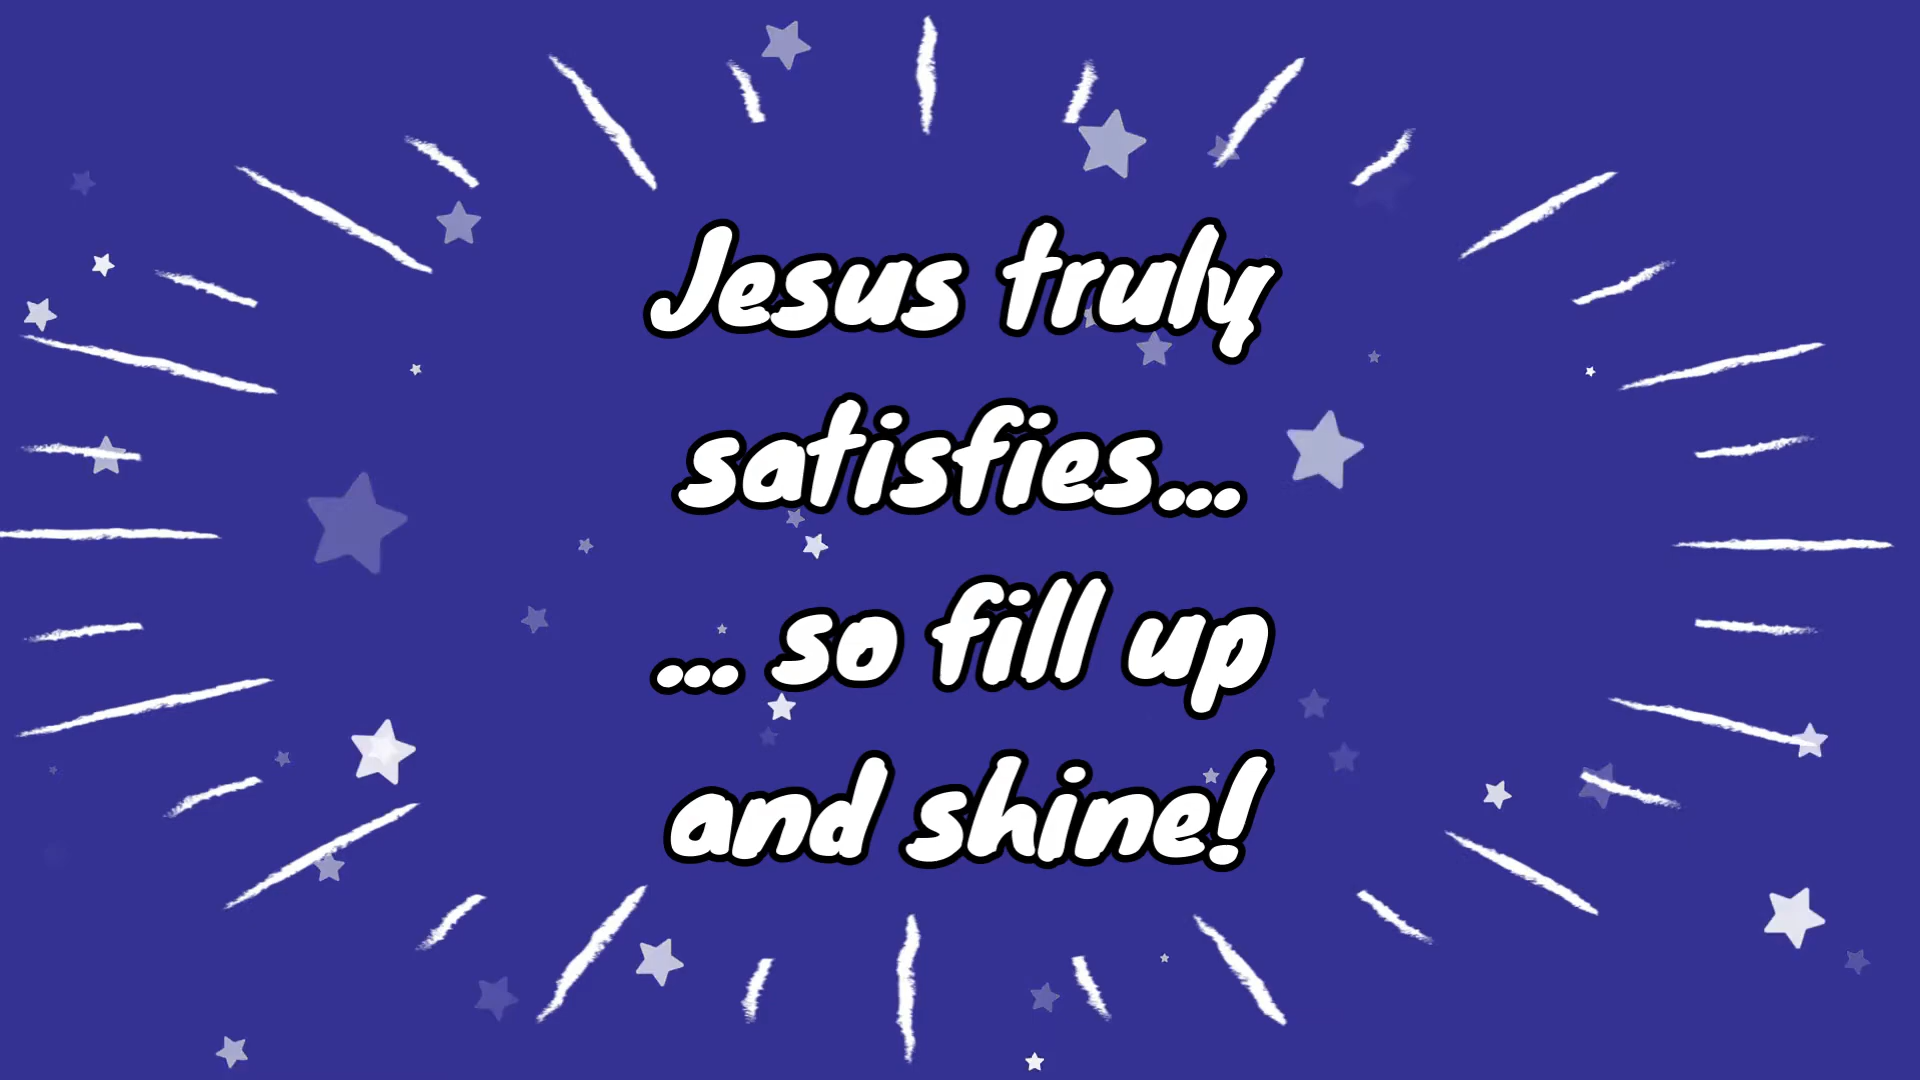 Jesus truly
satisfies...
... so fill up
and shine!